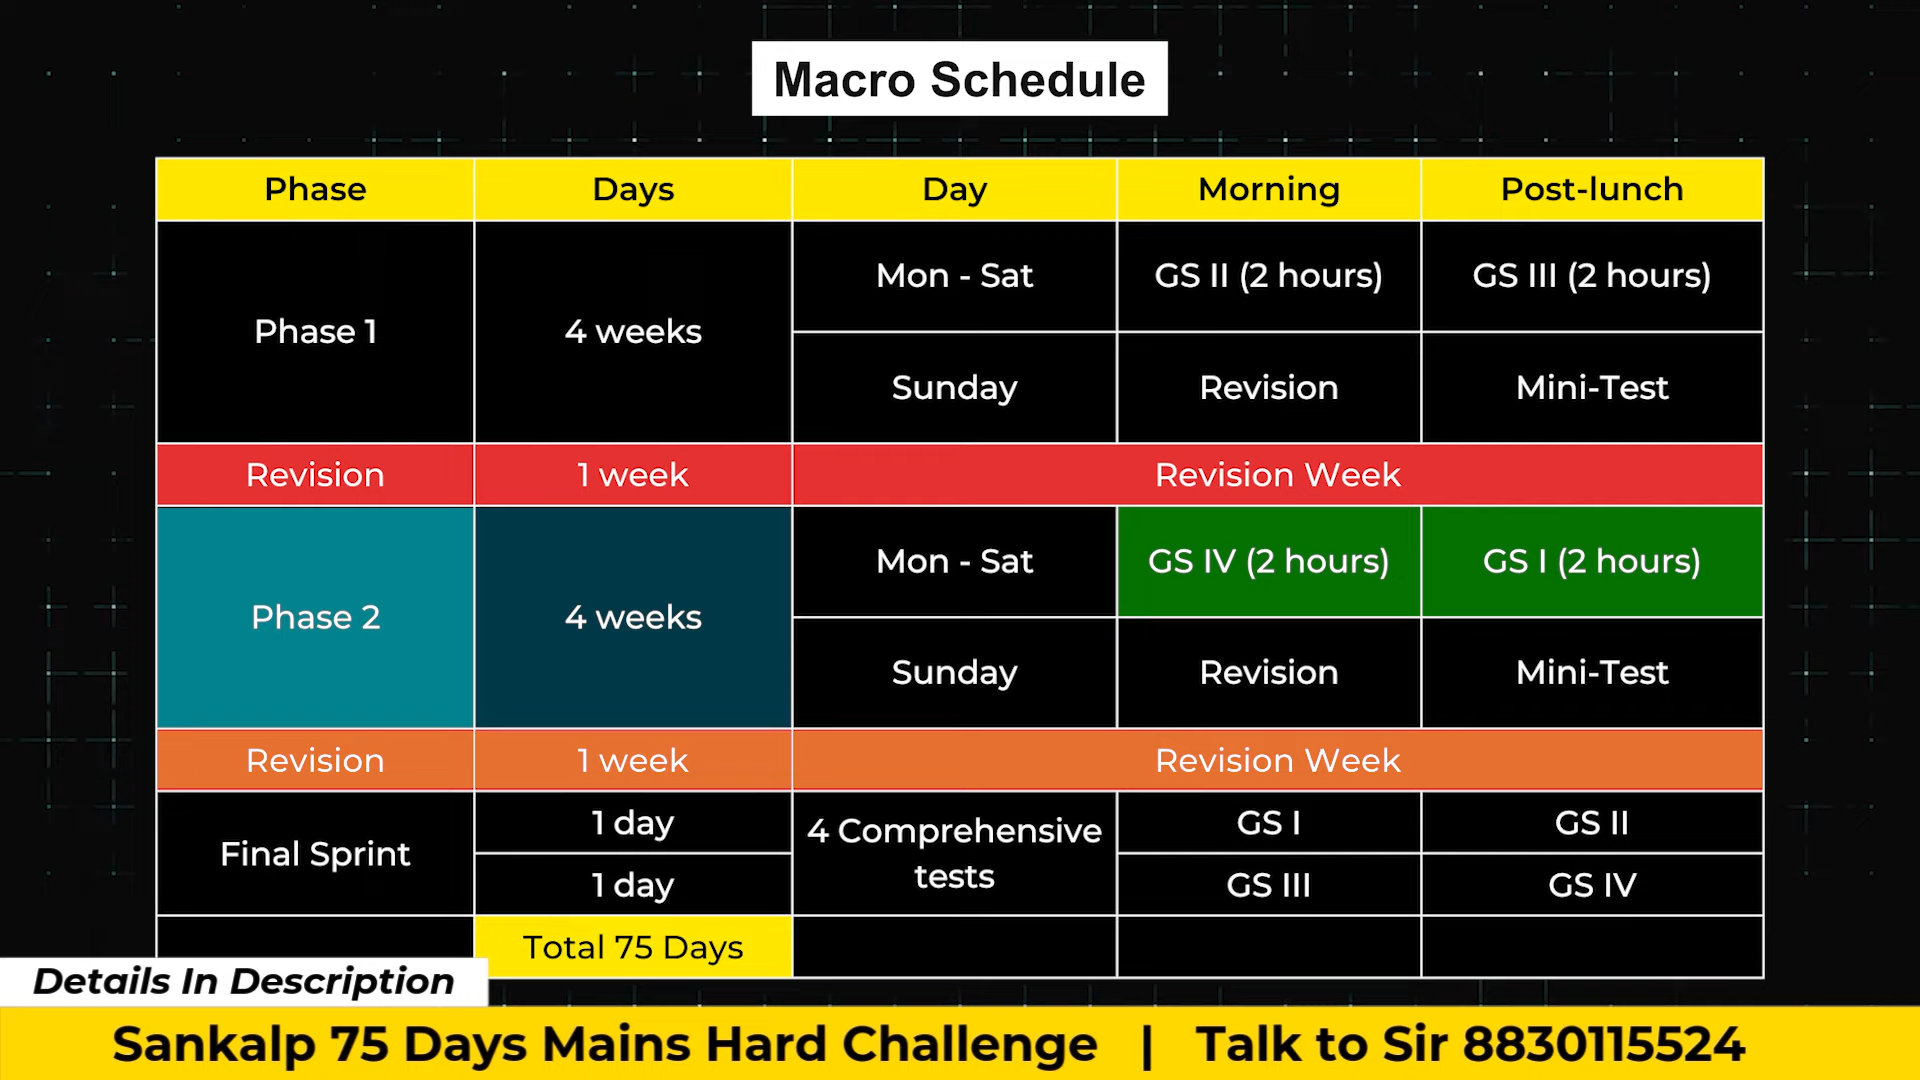 Macro Schedule
Phase Days Day Morning Post-lunch
Phase 1 4 weeks Mon - Sat GS II (2 hours) GS III (2 hours)
Sunday Revision Mini-Test
Revision 1 week Revision Week
Phase 2 4 weeks Mon - Sat GS IV (2 hours) GS I (2 hours)
Sunday Revision Mini-Test
Revision 1 week Revision Week
Final Sprint 1 day 4 Comprehensive tests GS I GS II
1 day GS III GS IV
Total 75 Days
Details In Description
Sankalp 75 Days Mains Hard Challenge | Talk to Sir 8830115524